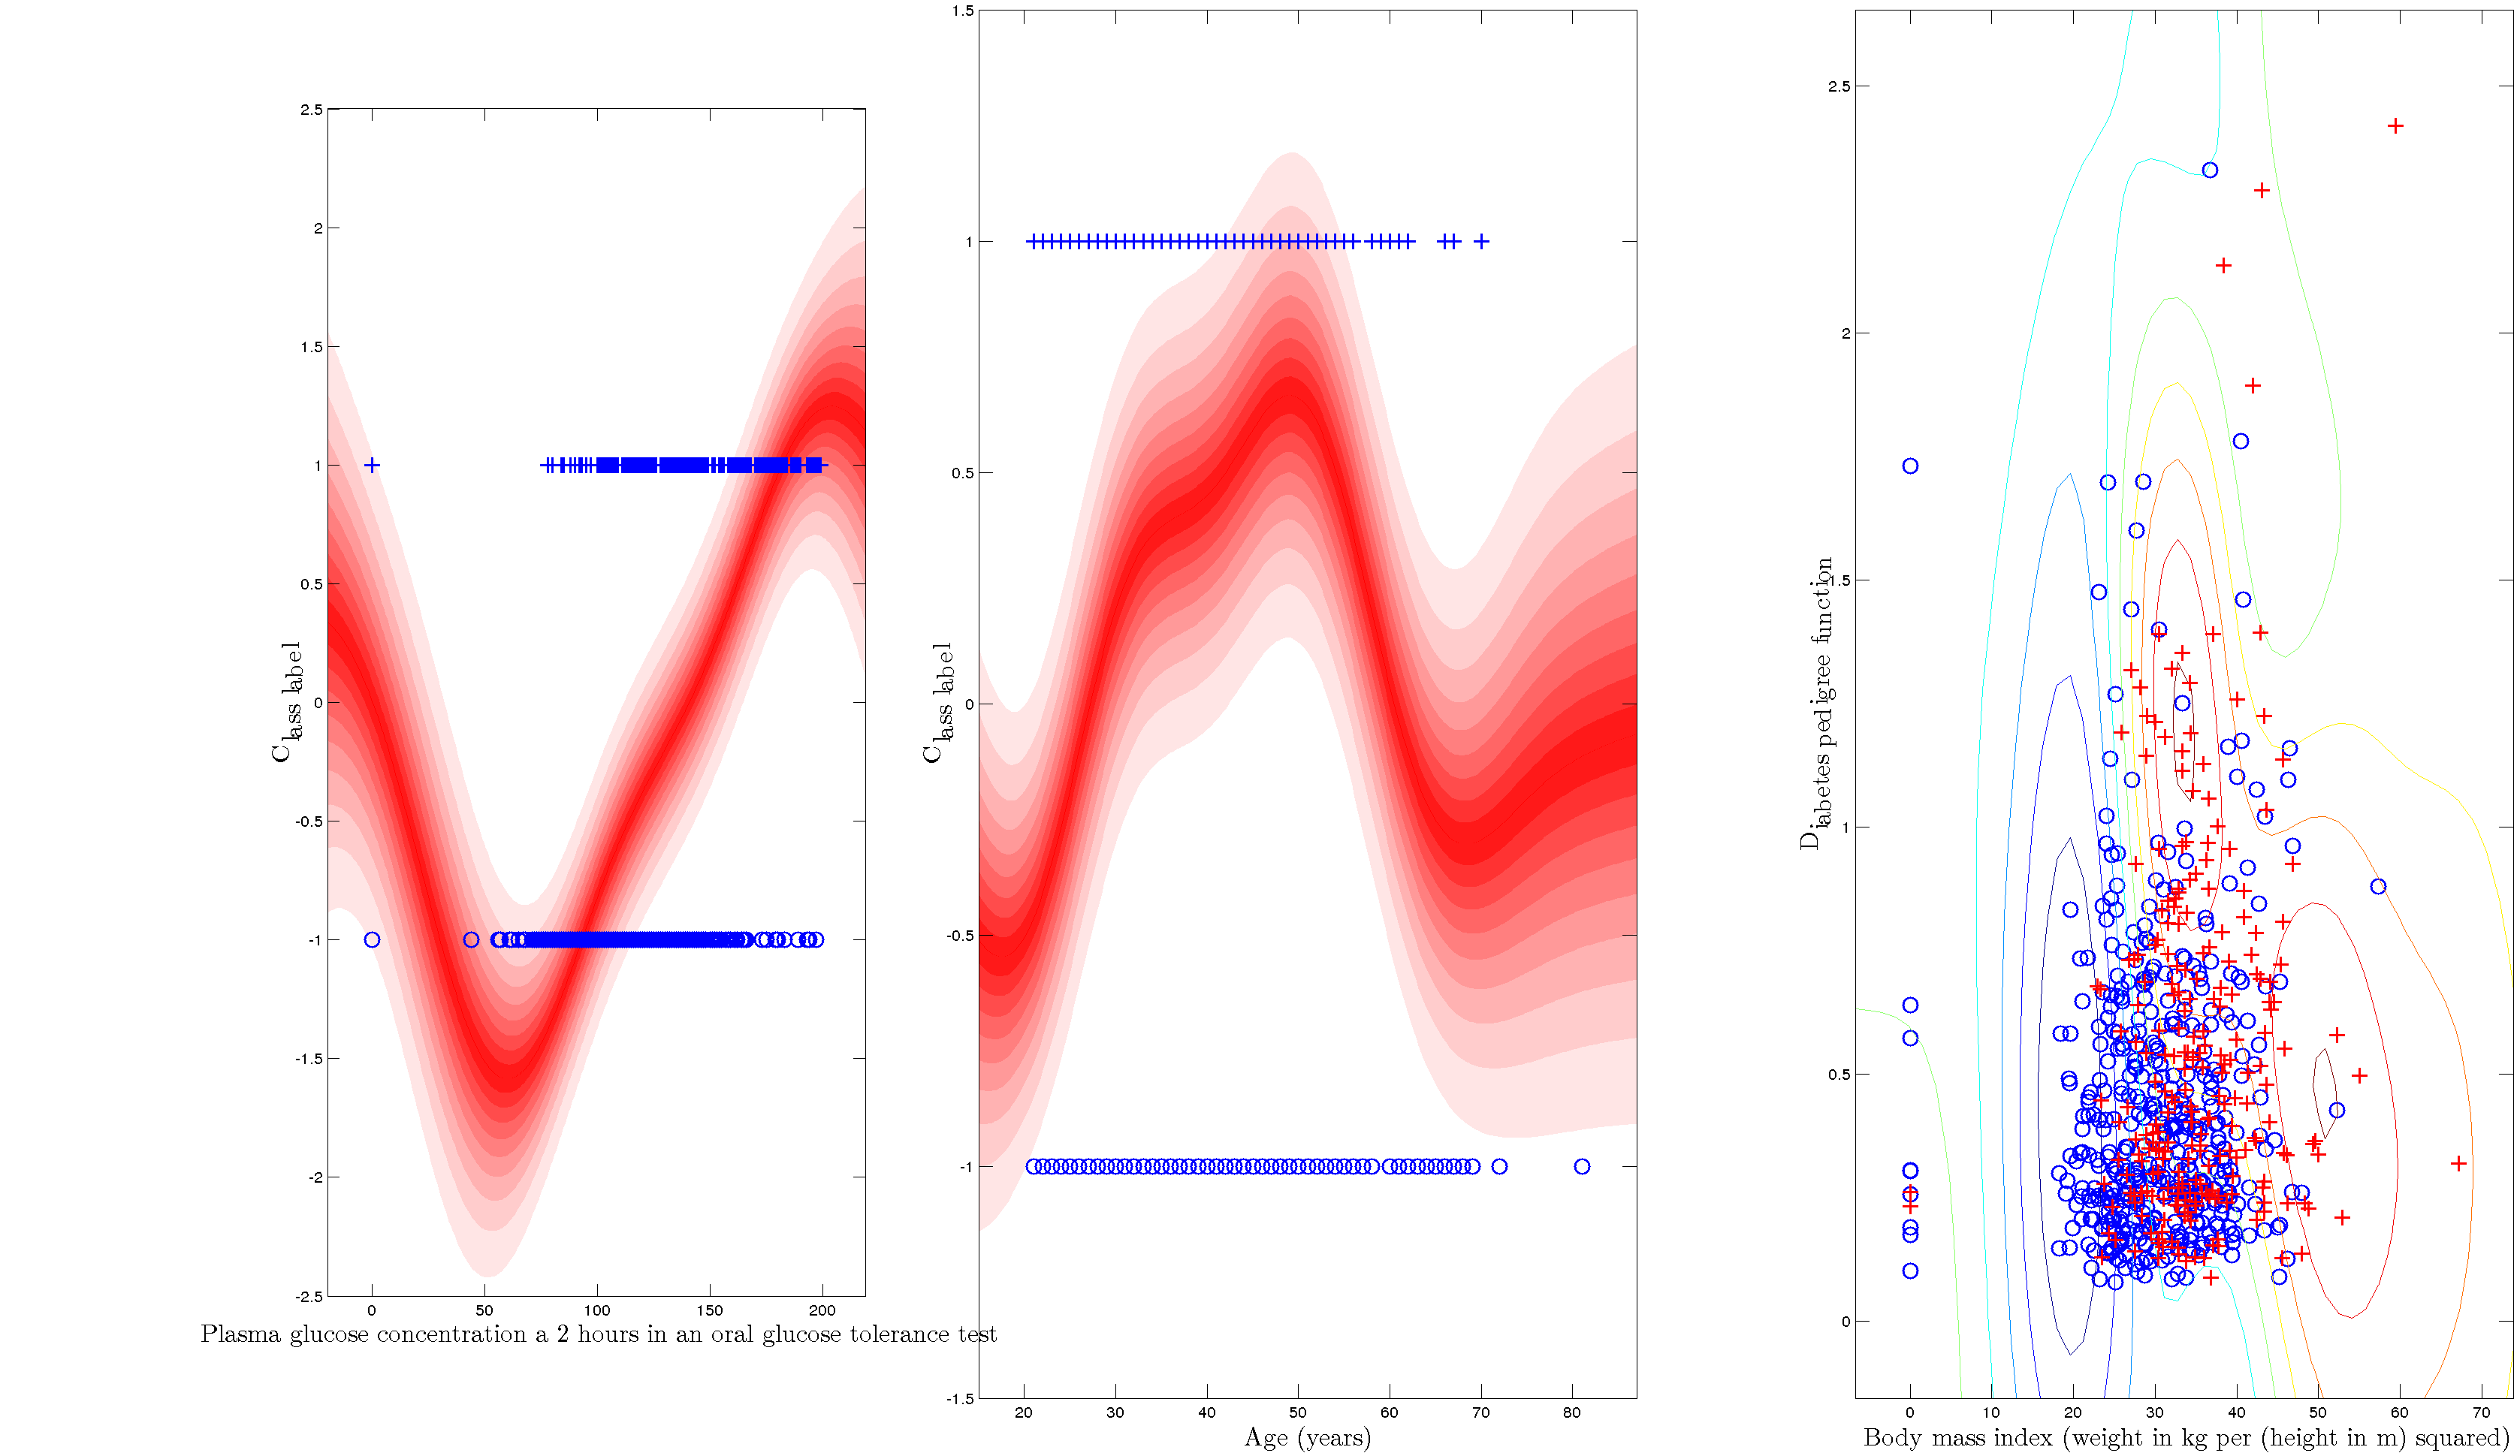 2.5
2
1.5
1
0.5
0
-0.5
-1
-1.5
-2
-2.5
Class label
0 50 100 150 200
Plasma glucose concentration a 2 hours in an oral glucose tolerance test
1.5
1
0.5
0
-0.5
-1
-1.5
Class label
20 30 40 50 60 70 80
Age (years)
2.5
2
1.5
1
0.5
0
Diabetes pedigree function
0 10 20 30 40 50 60 70
Body mass index (weight in kg per (height in m) squared)